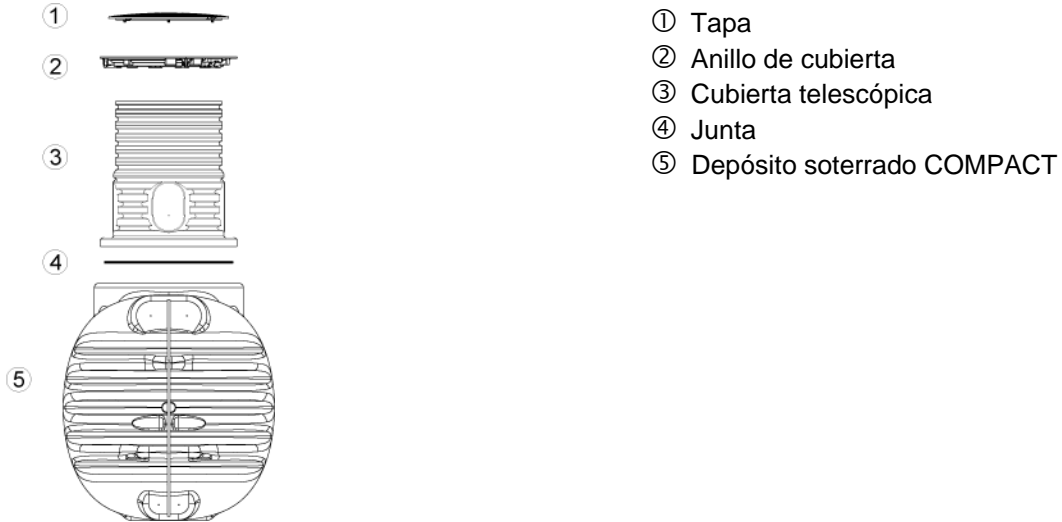 ①
②
③
④
⑤
① Tapa
② Anillo de cubierta
③ Cubierta telescópica
④ Junta
⑤ Depósito soterrado COMPACT